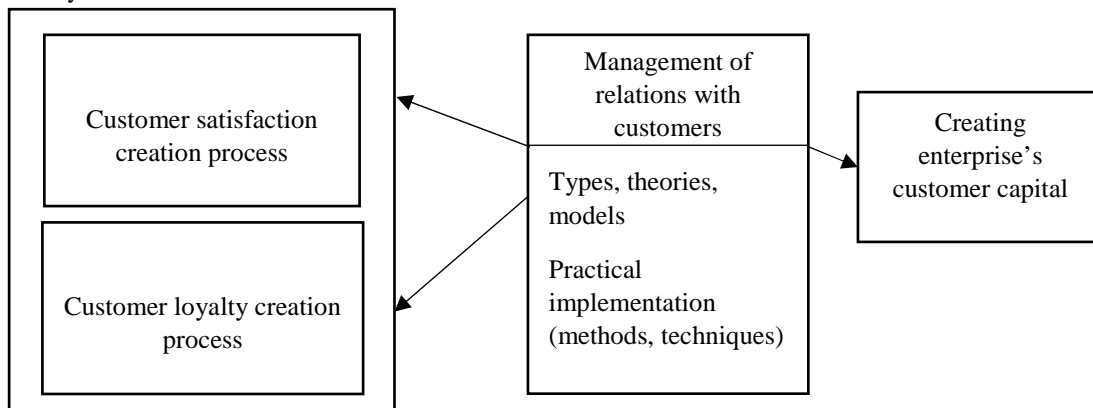 Customer satisfaction
creation process
Customer loyalty creation
process
Management of
relations with
customers
Types, theories,
models
Practical
implementation
(methods, techniques)
Creating
enterprise’s
customer capital